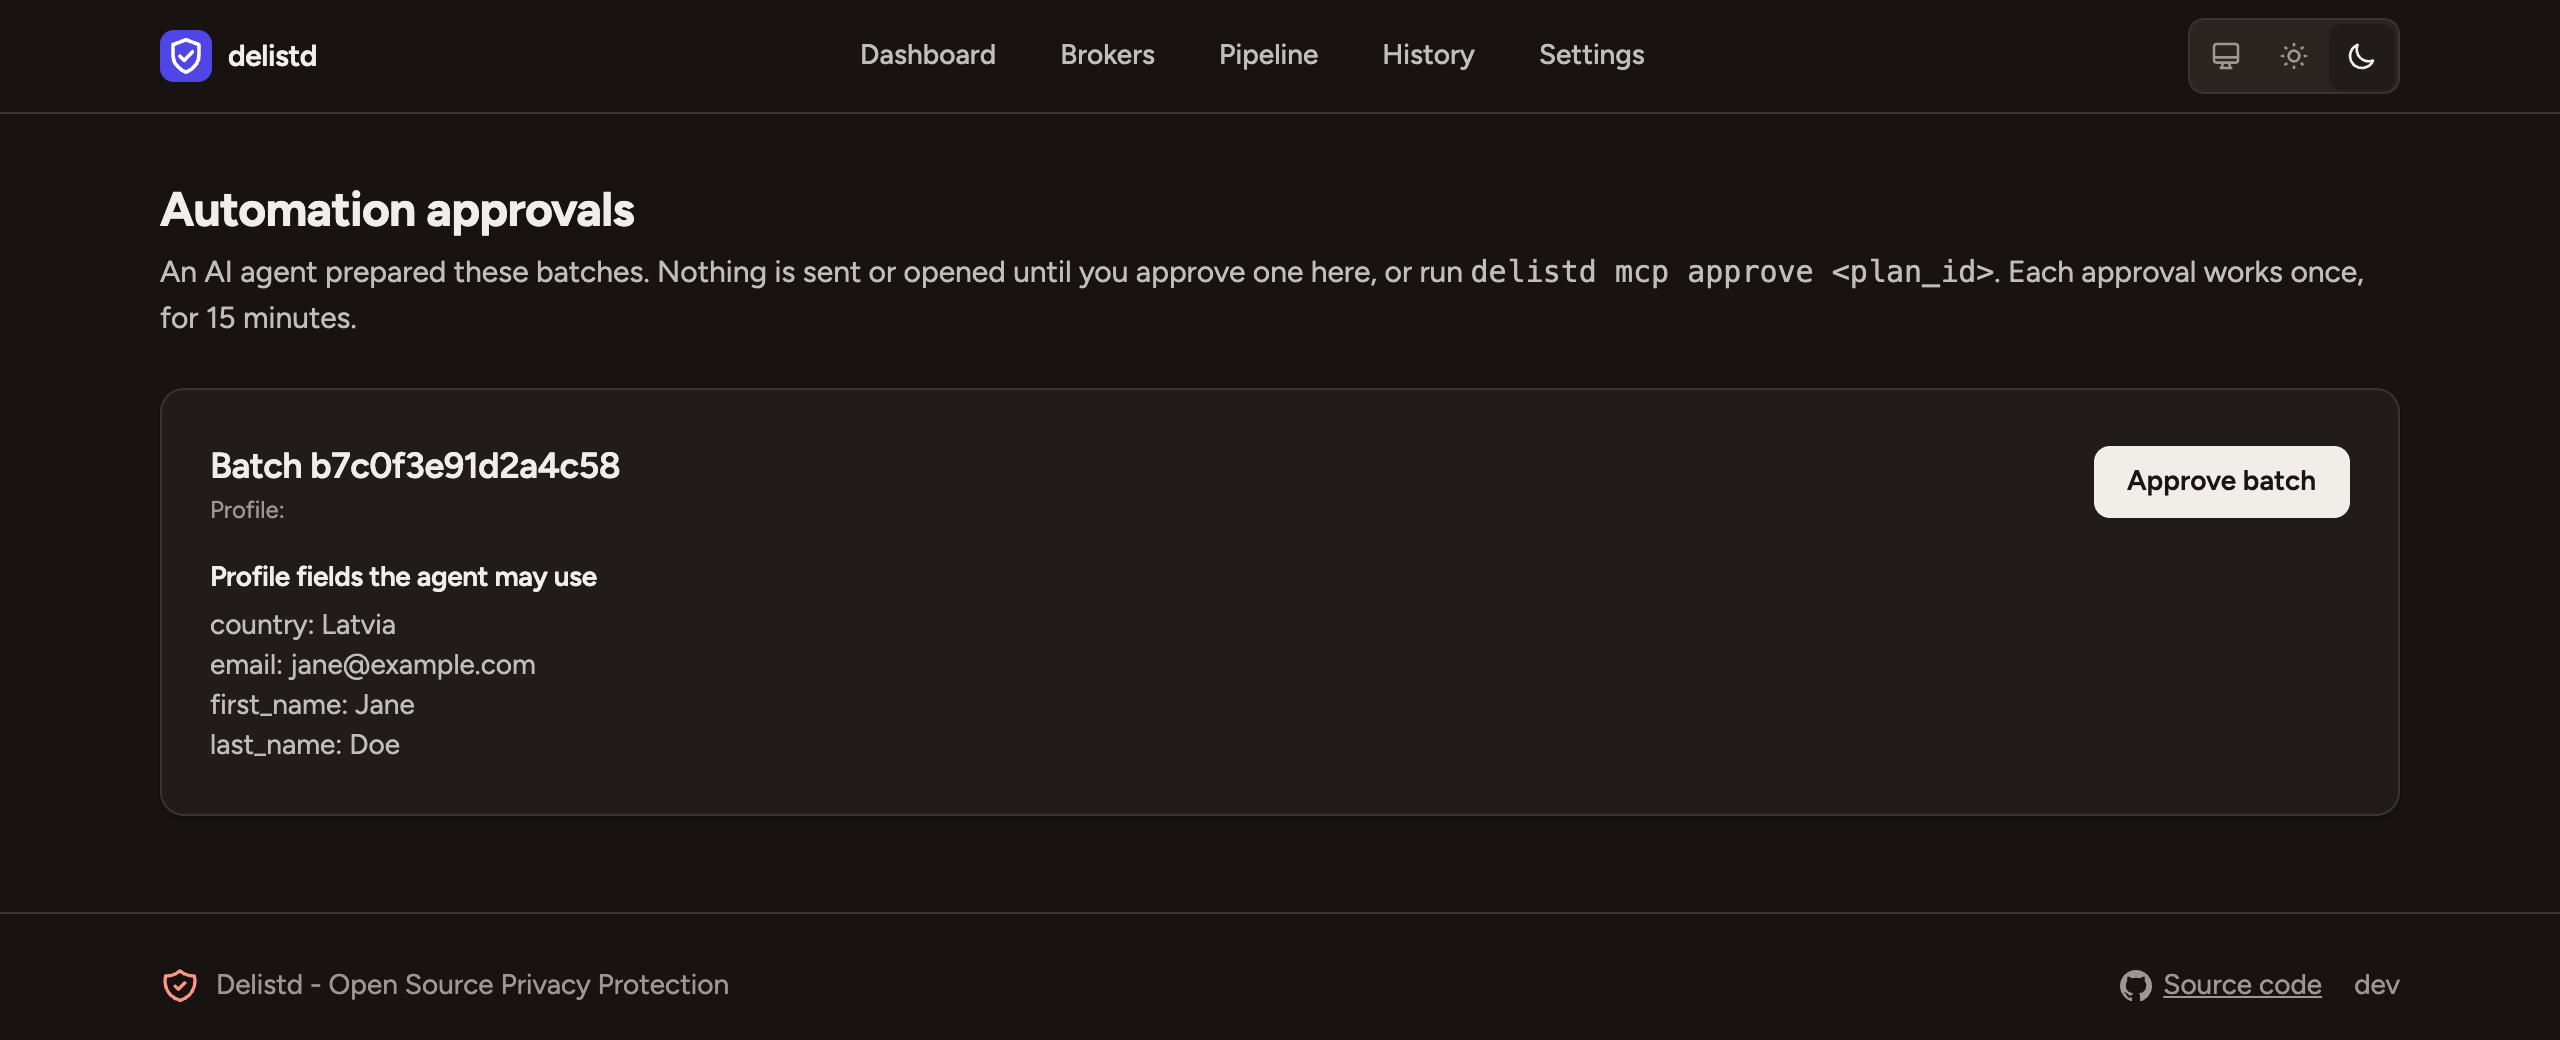 delistd
Dashboard
Brokers
Pipeline
History
Settings
Automation approvals
An AI agent prepared these batches. Nothing is sent or opened until you approve one here, or run delistd mcp approve <plan_id>. Each approval works once,
for 15 minutes.
Batch b7c0f3e91d2a4c58
Approve batch
Profile:
Profile fields the agent may use
country: Latvia
email: jane@example.com
first_name: Jane
last_name: Doe
Delistd - Open Source Privacy Protection
Source code
dev